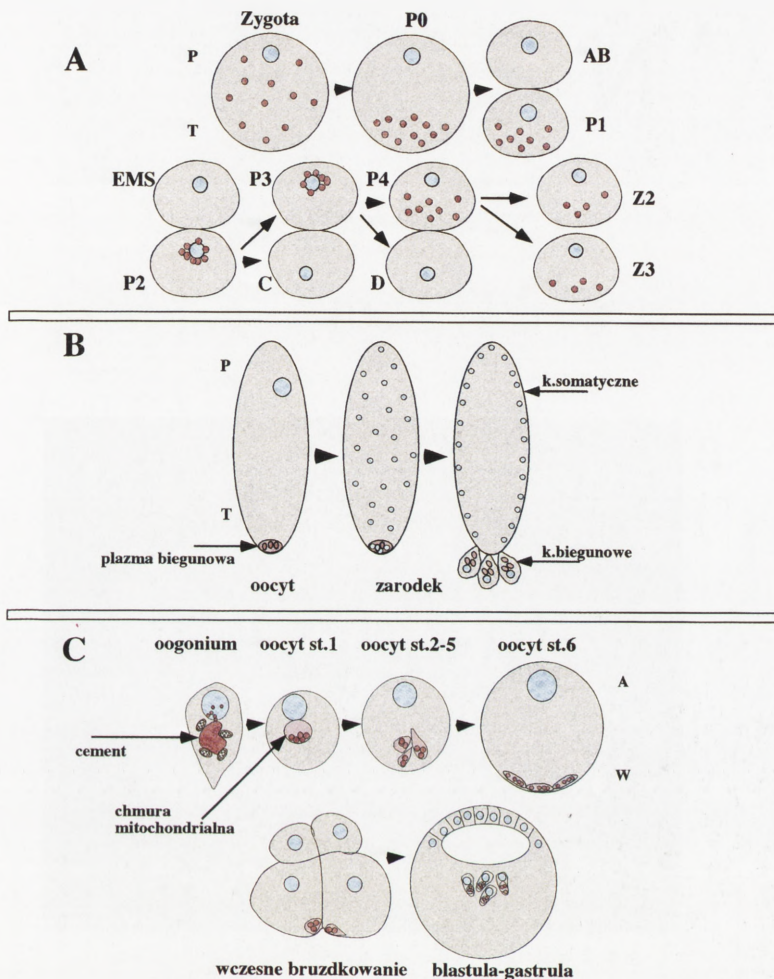 A
Zygota
P0
P
T
AB
P1
EMS
P3
P4
Z2
P2
C
D
Z3
B
P
k.somatyczne
T
plazma biegunowa
k.biegunowe
oocyt
zarodek
C
oogonium
oocyt st.1
oocyt st.2-5
oocyt st.6
A
cement
W
chmura
mitochondrialna
wczesne bruzdkowanie
blastula-gastrula